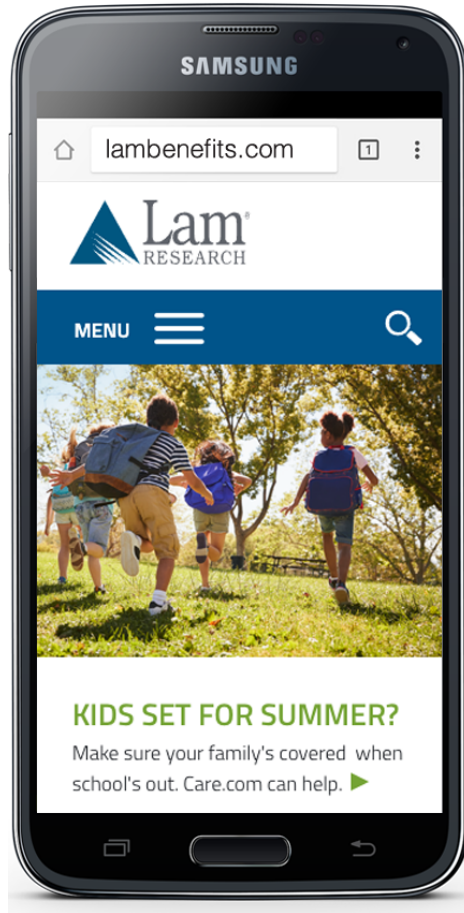 SAMSUNG
lambenefits.com
1
Lam®
RESEARCH
MENU
KIDS SET FOR SUMMER?
Make sure your family's covered when
school's out. Care.com can help.